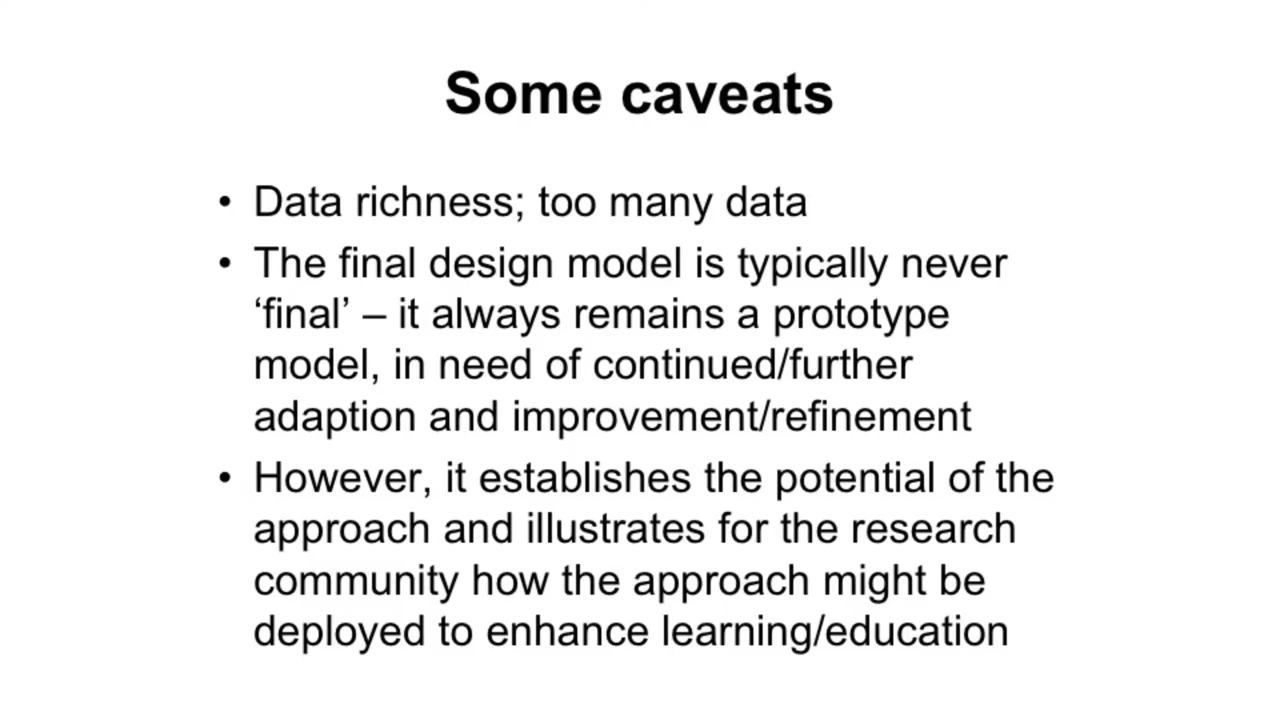 Some caveats
• Data richness; too many data
• The final design model is typically never
‘final’ – it always remains a prototype
model, in need of continued/further
adaption and improvement/refinement
• However, it establishes the potential of the
approach and illustrates for the research
community how the approach might be
deployed to enhance learning/education